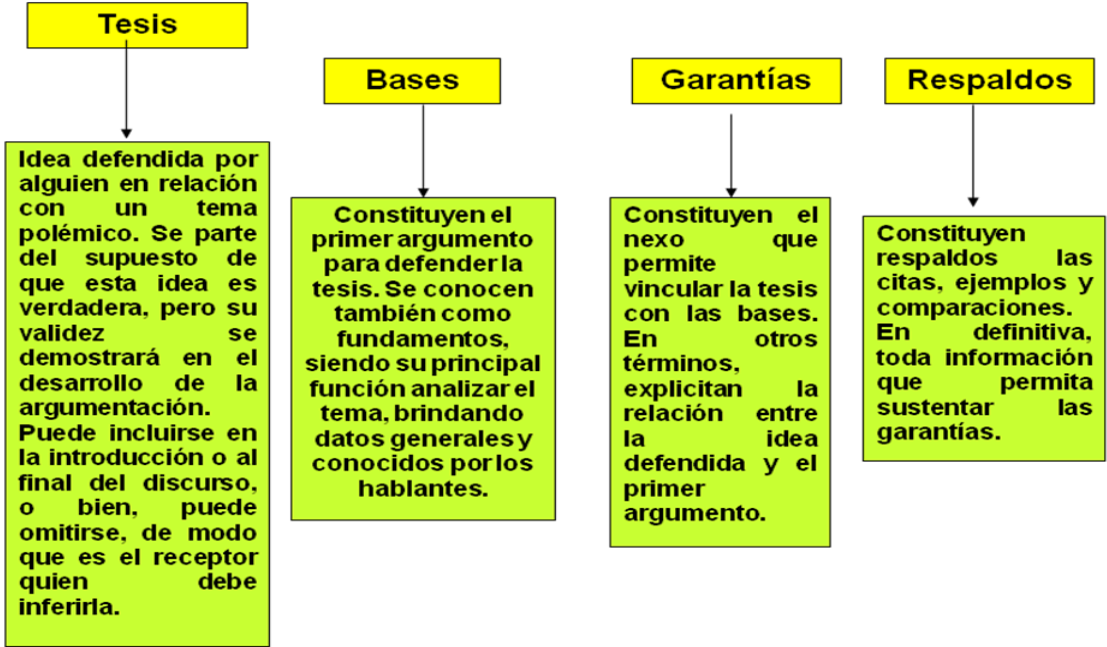 Tesis
Idea defendida por
alguien en relación
con un tema
polémico. Se parte
del supuesto de
que esta idea es
verdadera, pero su
validez se
demostrará en el
desarrollo de la
argumentación.
Puede incluirse en
la introducción o al
final del discurso,
o bien, puede
omitirse, de modo
que es el receptor
quien debe
inferirla.
Bases
Constituyen el
primer argumento
para defender la
tesis. Se conocen
también como
fundamentos,
siendo su principal
función analizar el
tema, brindando
datos generales y
conocidos por los
hablantes.
Garantías
Constituyen el
nexo que
permite
vincular la tesis
con las bases.
En otros
términos,
explicitan la
relación entre
la idea
defendida y el
primer
argumento.
Respaldos
Constituyen
respaldos las
citas, ejemplos y
comparaciones.
En definitiva,
toda información
que permita
sustentar las
garantías.